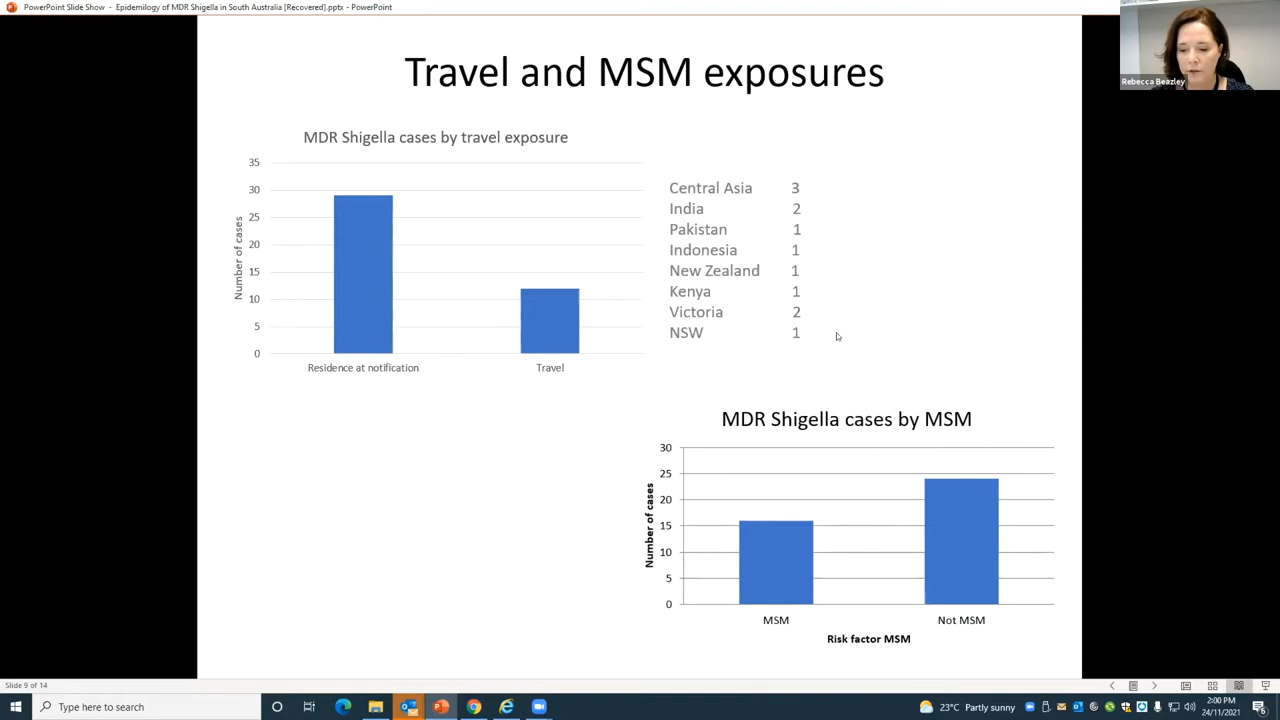 PowerPoint Slide Show - Epidemilogy of MDR Shigella in South Australia [Recovered].pptx - PowerPoint
Rebecca Beazley
Travel and MSM exposures
MDR Shigella cases by travel exposure
35
30
25
20
15
10
5
0
Number of cases
Residence at notification
Travel
Central Asia 3
India 2
Pakistan 1
Indonesia 1
New Zealand 1
Kenya 1
Victoria 2
NSW 1
MDR Shigella cases by MSM
30
25
20
15
10
5
0
Number of cases
MSM
Not MSM
Risk factor MSM
Slide 9 of 14
Type here to search
23°C Partly sunny
2:00 PM
24/11/2021